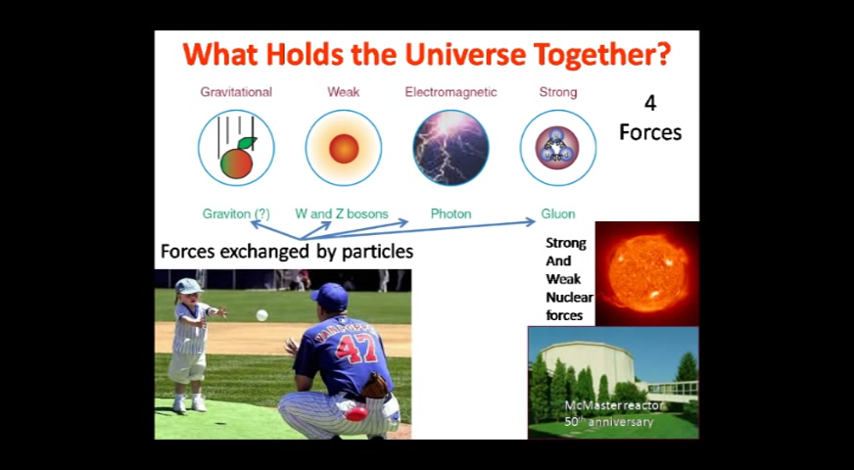 What Holds the Universe Together?
Gravitational
Weak
Electromagnetic
Strong
4
Forces
Graviton (?)
W and Z bosons
Photon
Gluon
Forces exchanged by particles
Strong
And
Weak
Nuclear
forces
47
McMaster reactor
50th anniversary